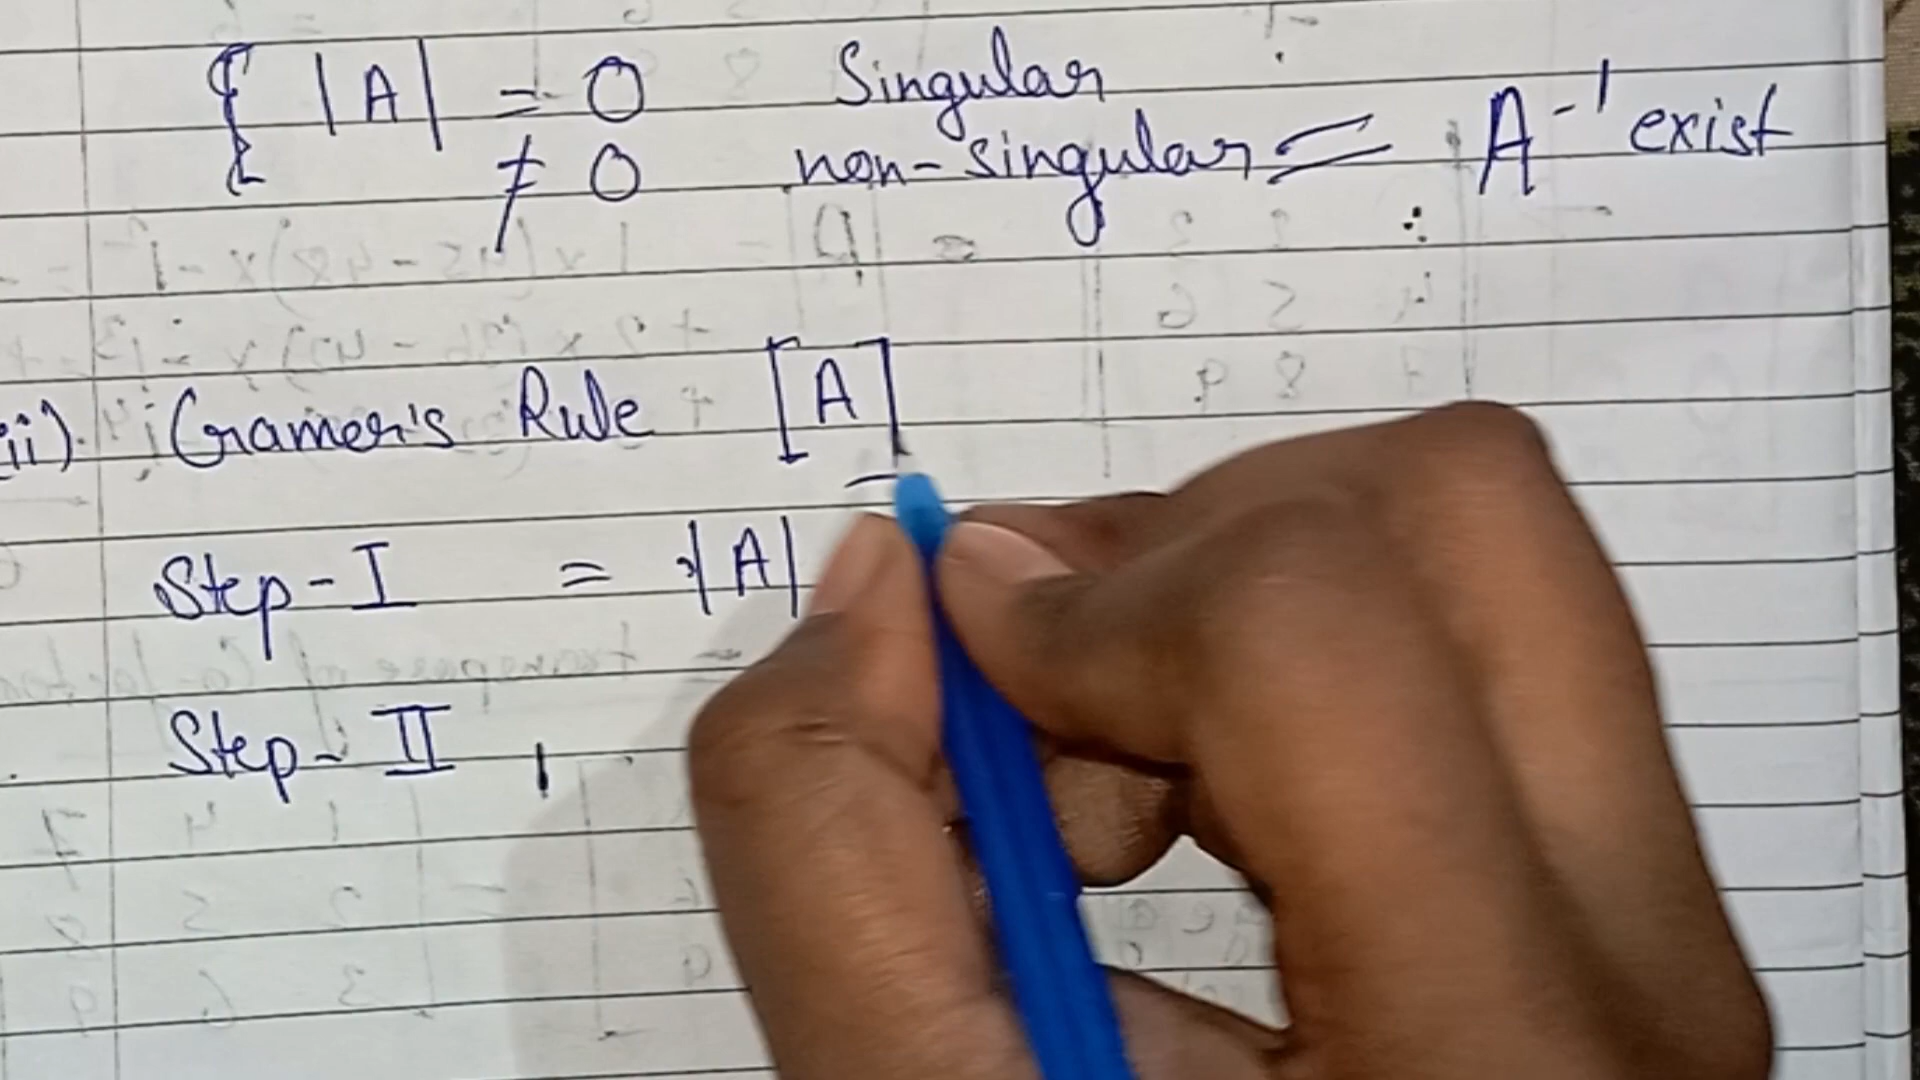 { |A| = 0 Singular
≠ 0 non-singular = A⁻¹ exist
ii). Cramer's Rule [A]
Step-I = |A|
Step-II